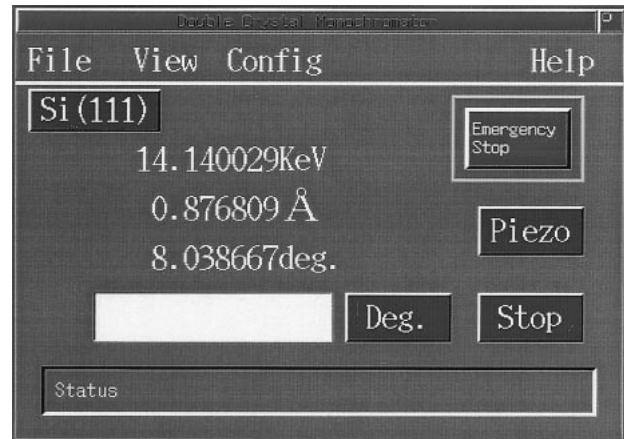 Double Crystal Monochromator
File View Config Help
Si(111)
Emergency
Stop
14.140029KeV
0.876809 Å
8.038667deg.
Piezo
Deg.
Stop
Status